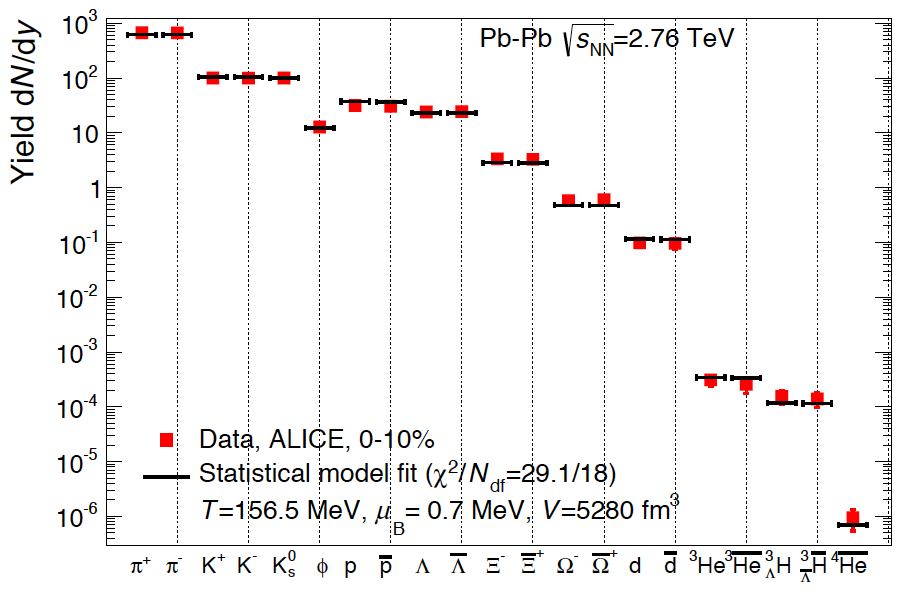 Yield dN/dy
10³
10²
10
1
10⁻¹
10⁻²
10⁻³
10⁻⁴
10⁻⁵
10⁻⁶
Pb-Pb √sNN=2.76 TeV
Data, ALICE, 0-10%
Statistical model fit (χ²/Ndf=29.1/18)
T=156.5 MeV, μB= 0.7 MeV, V=5280 fm³
π⁺ π⁻ K⁺ K⁻ K⁰s ϕ p p̅ Λ Λ̅ Ξ⁻ Ξ̅⁺ Ω⁻ Ω̅⁺ d d̅ ³He ³H̅e̅ ³ΛH ³Λ̅H̅ ⁴H̅e̅